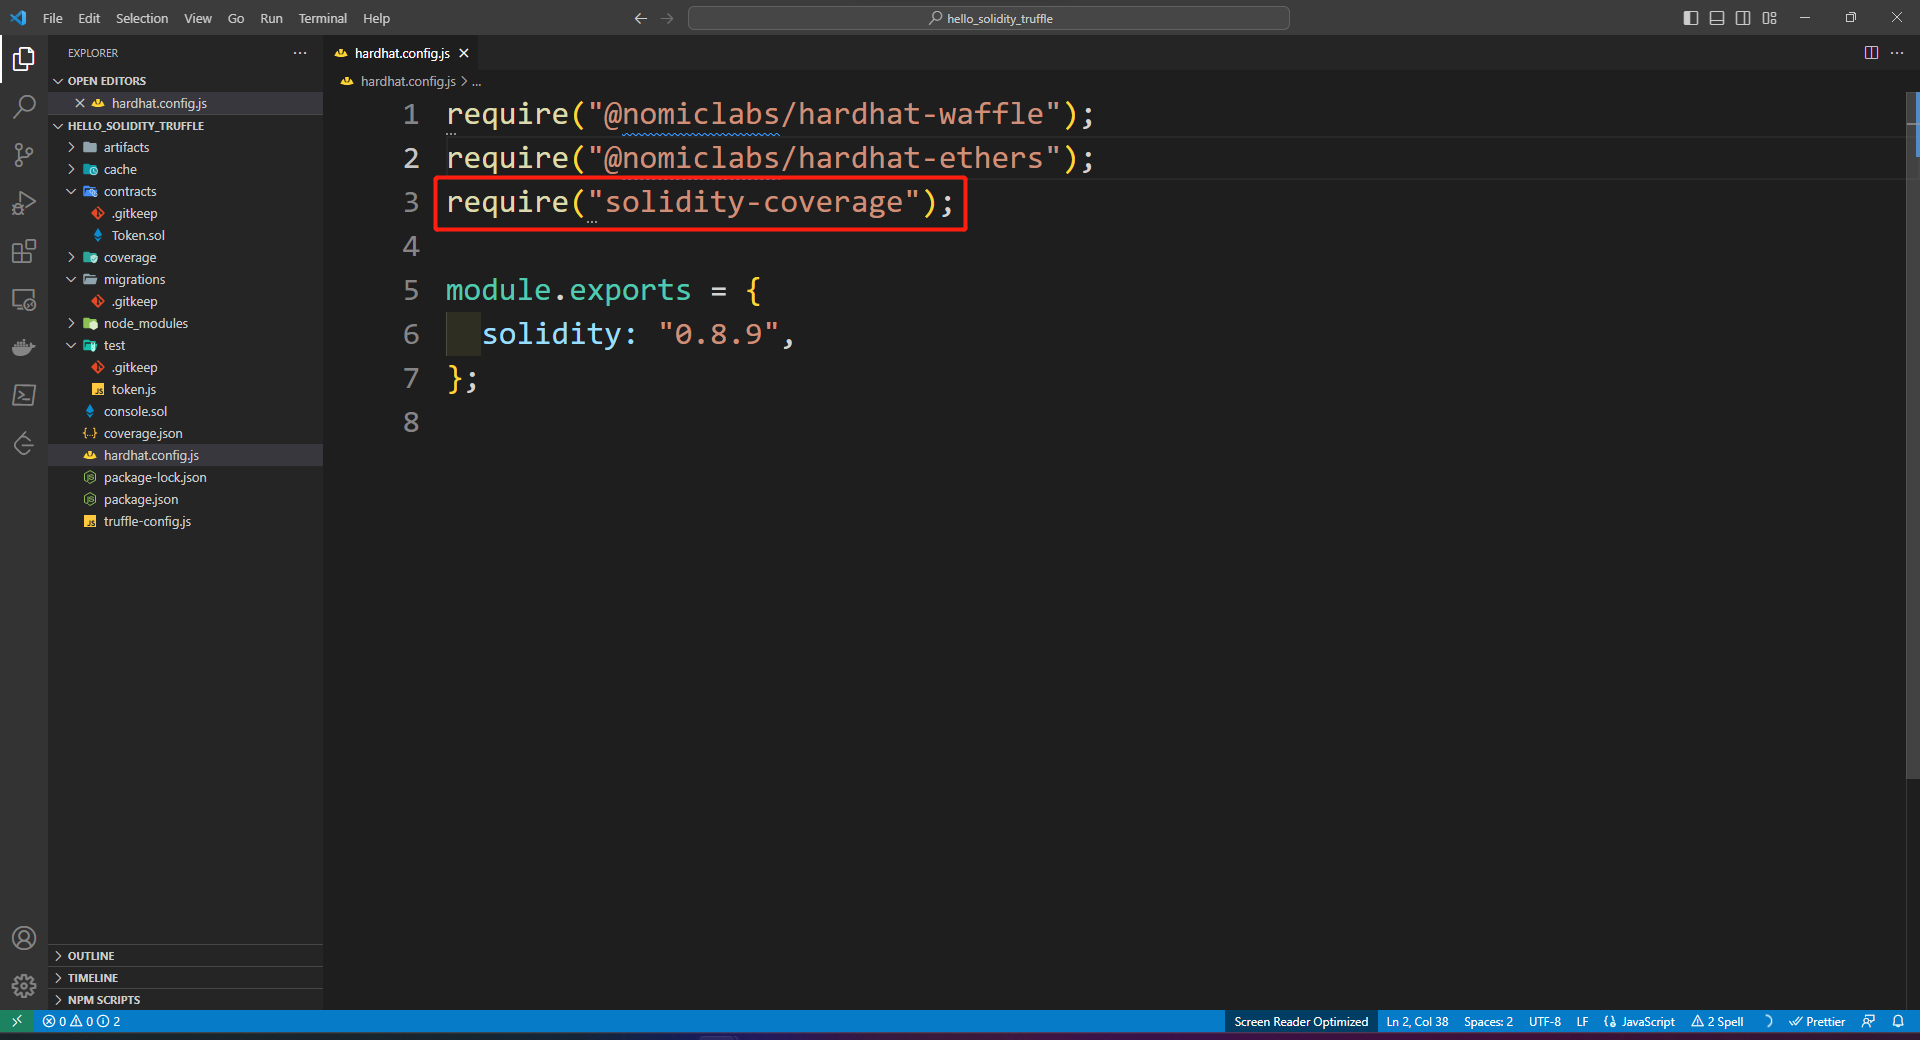 File Edit Selection View Go Run Terminal Help
hello_solidity_truffle
EXPLORER
OPEN EDITORS
hardhat.config.js
HELLO_SOLIDITY_TRUFFLE
artifacts
cache
contracts
.gitkeep
Token.sol
coverage
migrations
.gitkeep
node_modules
test
.gitkeep
token.js
console.sol
coverage.json
hardhat.config.js
package-lock.json
package.json
truffle-config.js
OUTLINE
TIMELINE
NPM SCRIPTS
hardhat.config.js
hardhat.config.js > ...
1 require("@nomiclabs/hardhat-waffle");
2 require("@nomiclabs/hardhat-ethers");
3 require("solidity-coverage");
4
5 module.exports = {
6 solidity: "0.8.9",
7 };
8
0 0 2 Screen Reader Optimized Ln 2, Col 38 Spaces: 2 UTF-8 LF JavaScript 2 Spell Prettier